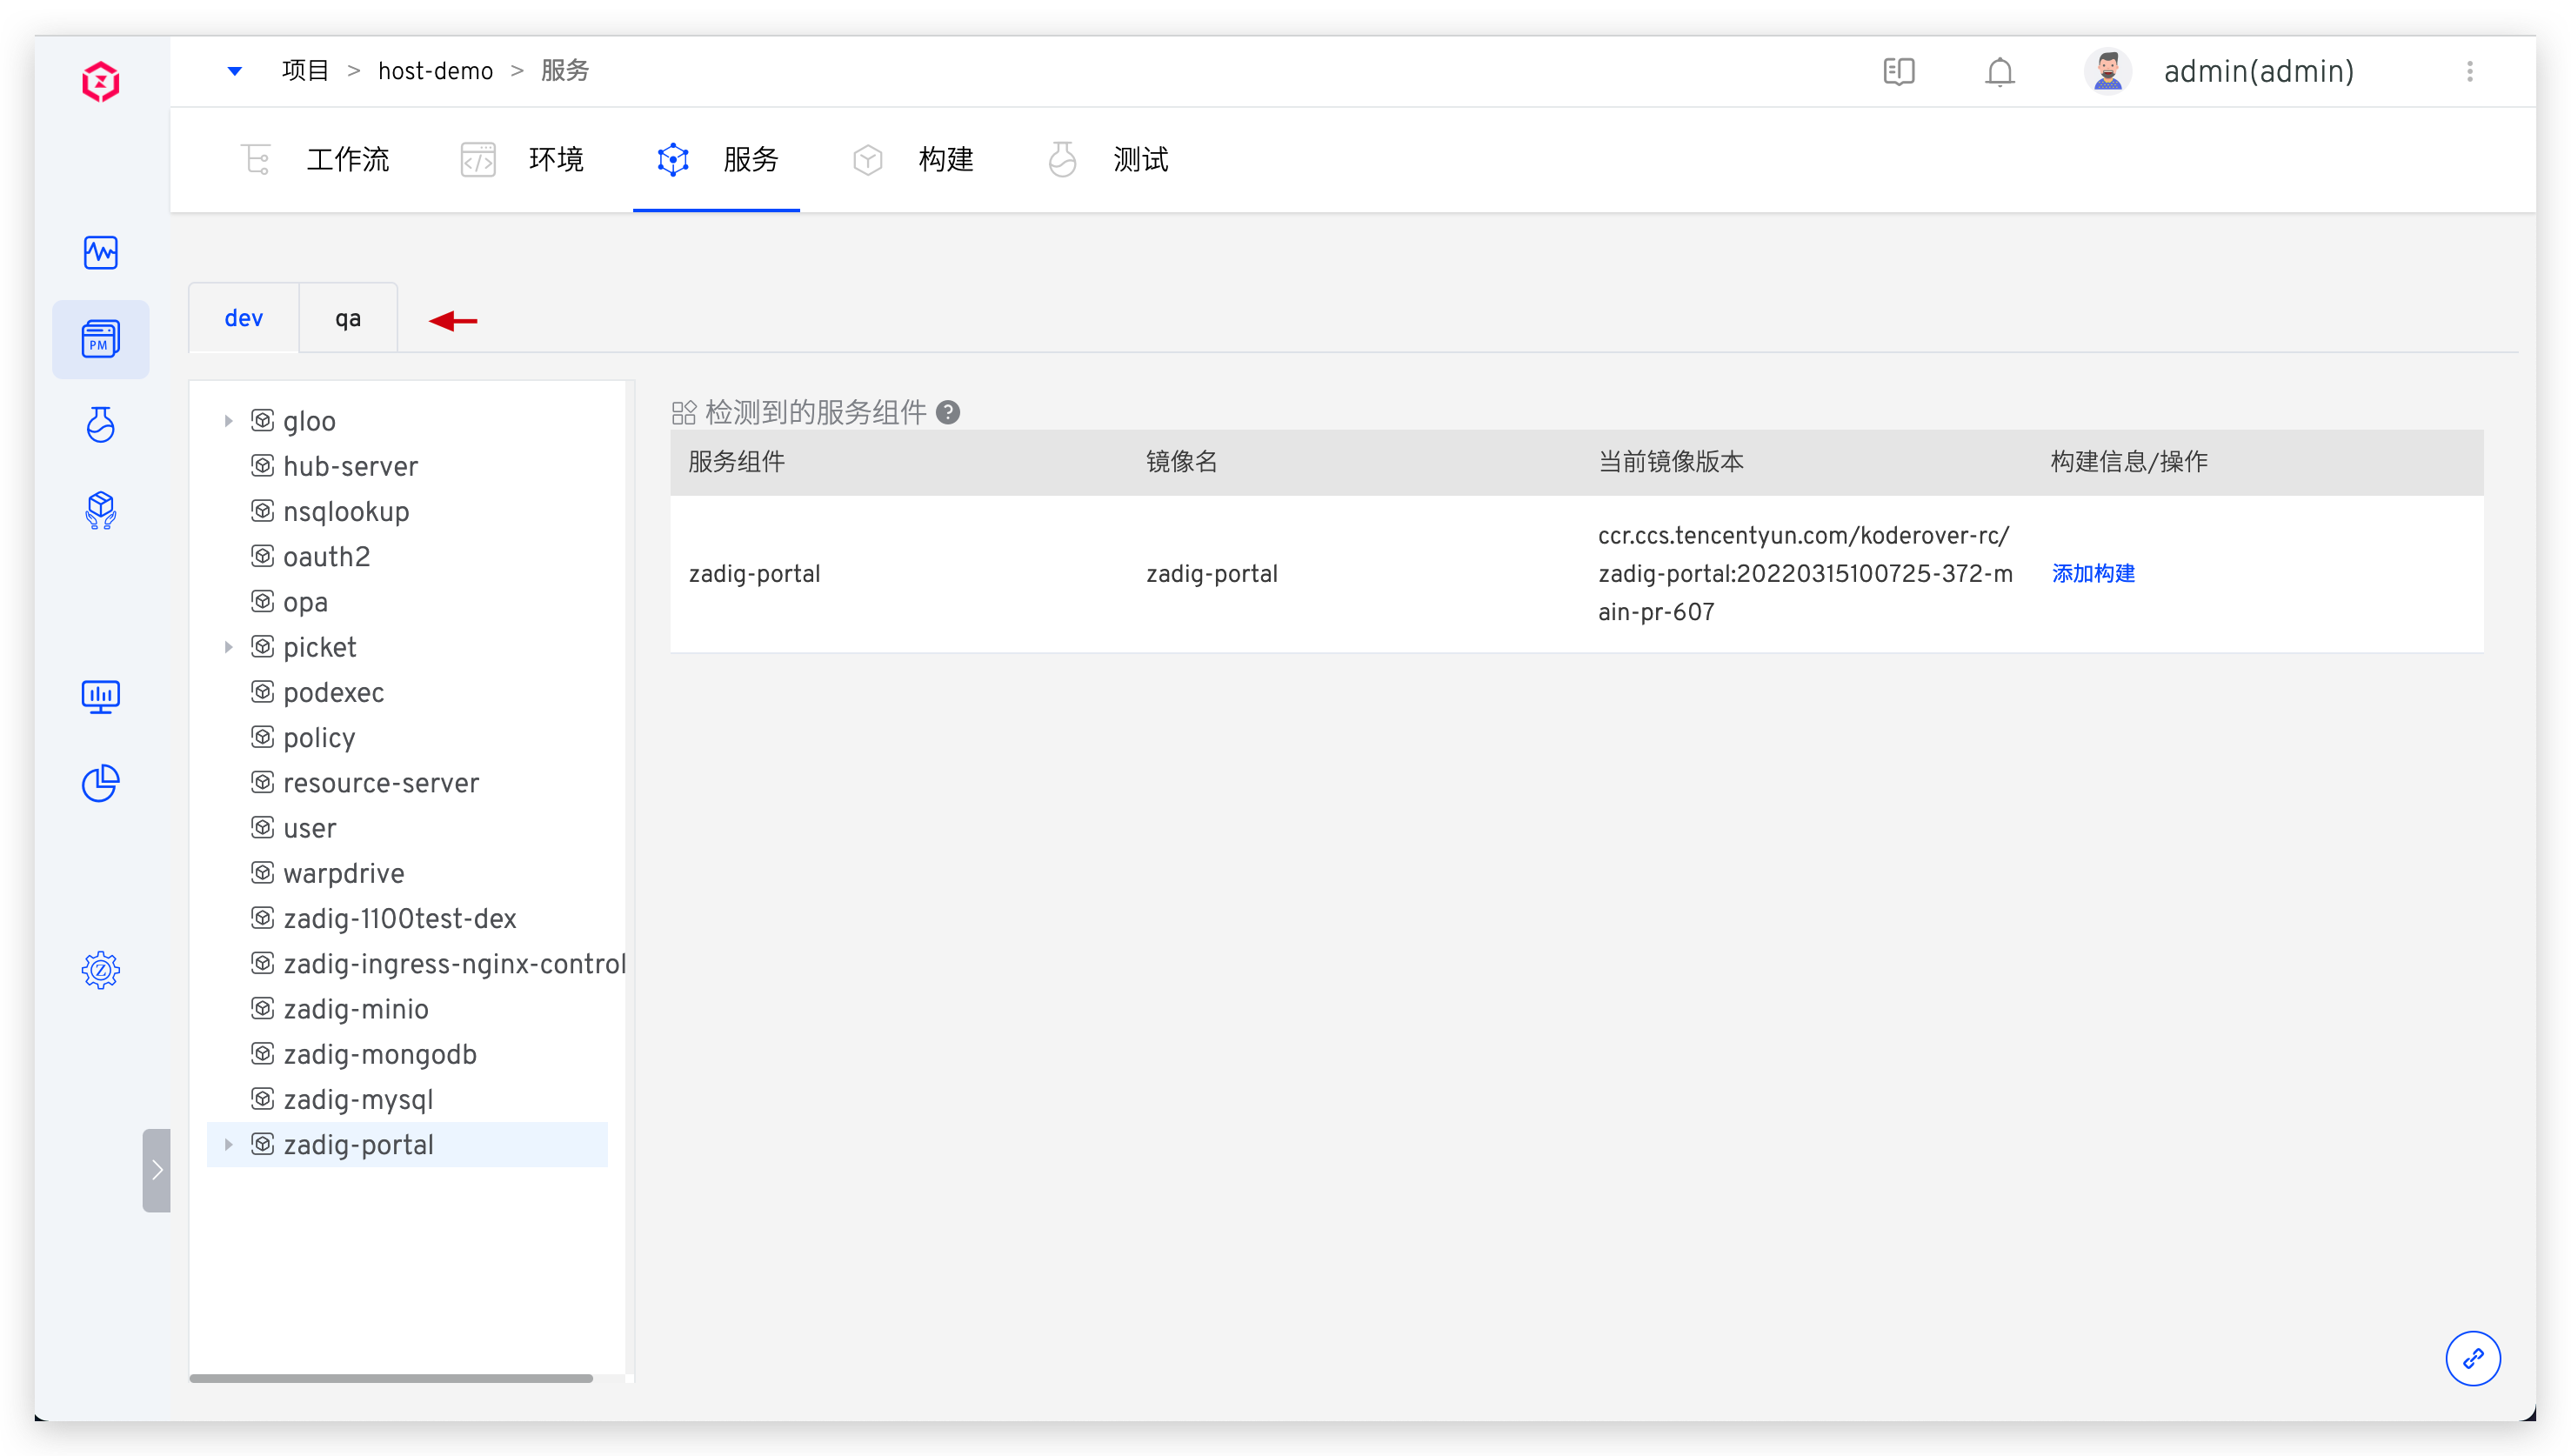 项目 > host-demo > 服务
admin(admin)
工作流 环境 服务 构建 测试
PM
dev qa
gloo
hub-server
nsqlookup
oauth2
opa
picket
podexec
policy
resource-server
user
warpdrive
zadig-1100test-dex
zadig-ingress-nginx-control
zadig-minio
zadig-mongodb
zadig-mysql
zadig-portal
检测到的服务组件 ?
服务组件 镜像名 当前镜像版本 构建信息/操作
zadig-portal zadig-portal ccr.ccs.tencentyun.com/koderover-rc/
zadig-portal:20220315100725-372-m
ain-pr-607
添加构建